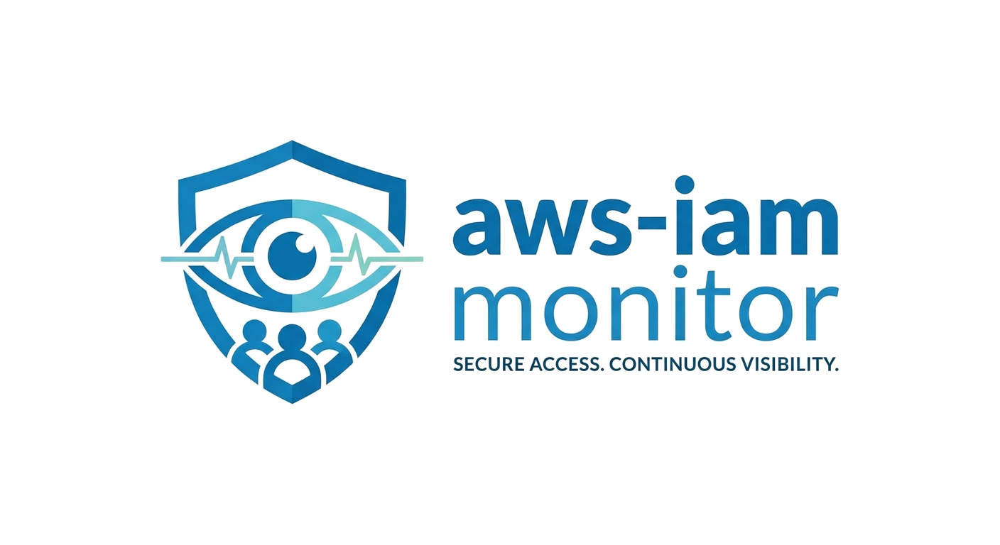 aws-iam
monitor
SECURE ACCESS. CONTINUOUS VISIBILITY.